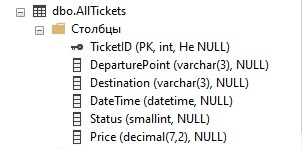 dbo.AllTickets
Столбцы
TicketID (PK, int, Не NULL)
DeparturePoint (varchar(3), NULL)
Destination (varchar(3), NULL)
DateTime (datetime, NULL)
Status (smallint, NULL)
Price (decimal(7,2), NULL)